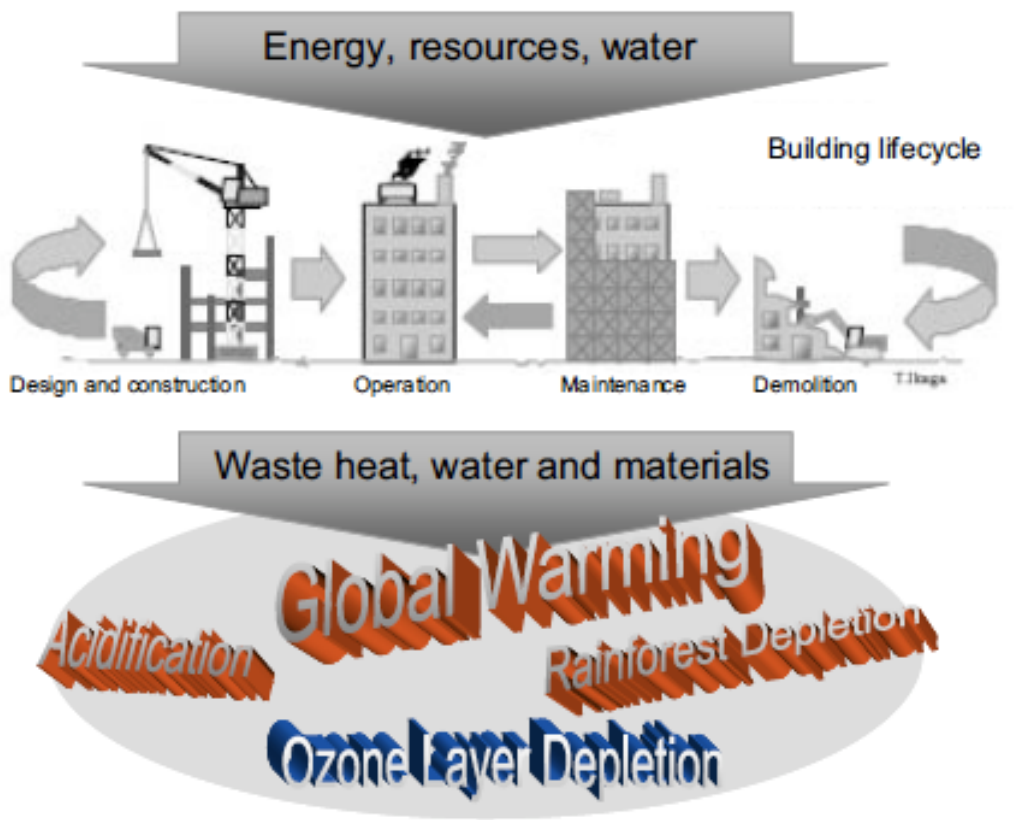 Energy, resources, water
Building lifecycle
Design and construction
Operation
Maintenance
Demolition
T.Ikaga
Waste heat, water and materials
Global Warming
Acidification
Rainforest Depletion
Ozone Layer Depletion